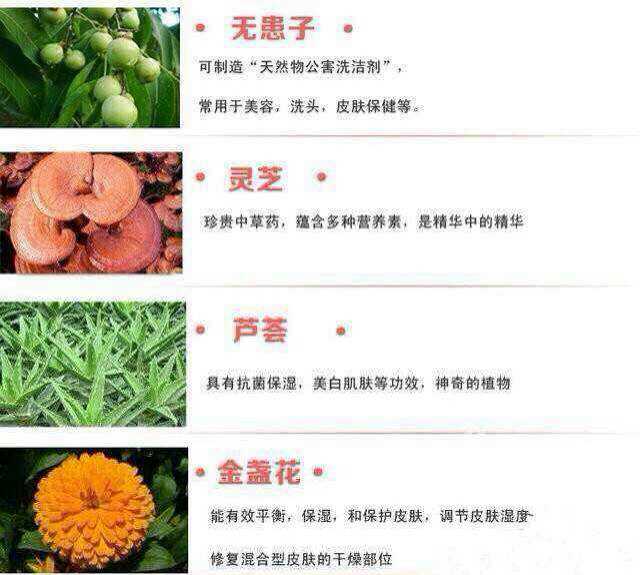 无患子
可制造“天然物公害洗洁剂”，
常用于美容，洗头，皮肤保健等。
灵芝
珍贵中草药，蕴含多种营养素，是精华中的精华
芦荟
具有抗菌保湿，美白肌肤等功效，神奇的植物
金盏花
能有效平衡，保湿，和保护皮肤，调节皮肤湿度~
修复混合型皮肤的干燥部位